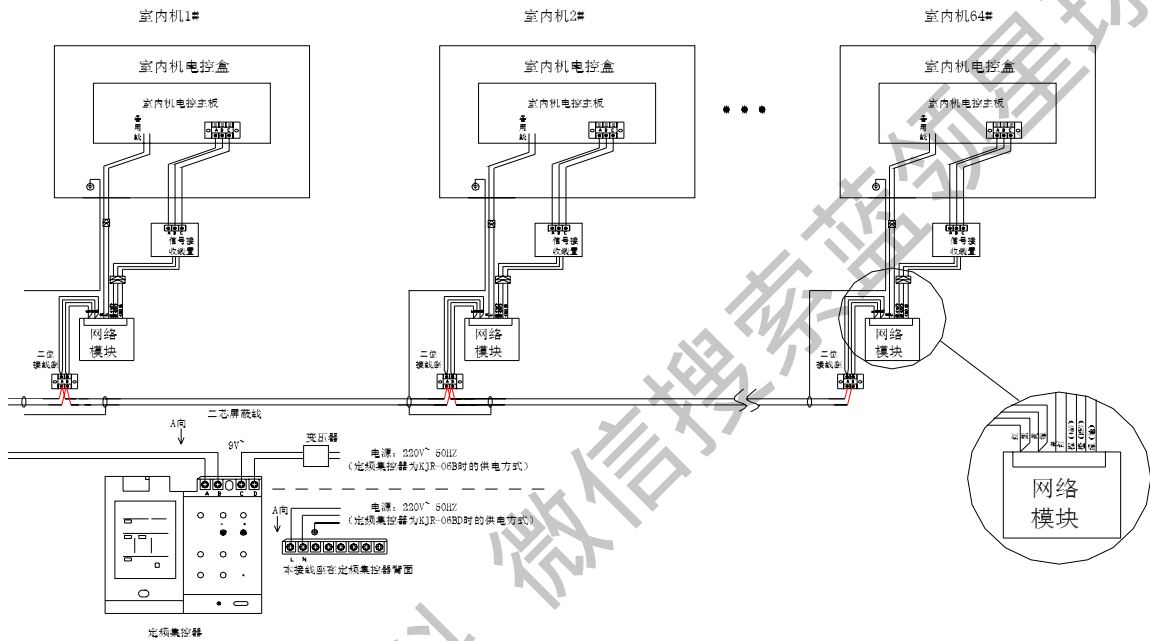 室内机1#
室内机2#
室内机64#
室内机电控盒
室内机电控盒
室内机电控盒
室内机电控主板
室内机电控主板
室内机电控主板
备用线
A B C
备用线
A B C
备用线
A B C
A B C
信号接
收装置
A B C
信号接
收装置
A B C
信号接
收装置
网络
模块
网络
模块
网络
模块
二位
接线座
A B
二位
接线座
A B
二位
接线座
A B
二芯屏蔽线
A向
9V~
变压器
电源: 220V~ 50HZ
(定频集控器为KJR-06B时的供电方式)
A B C D
A向
电源: 220V~ 50HZ
(定频集控器为KJR-06BD时的供电方式)
L N
本接线座在定频集控器背面
定频集控器
网络
模块
微信搜索蓝领星球